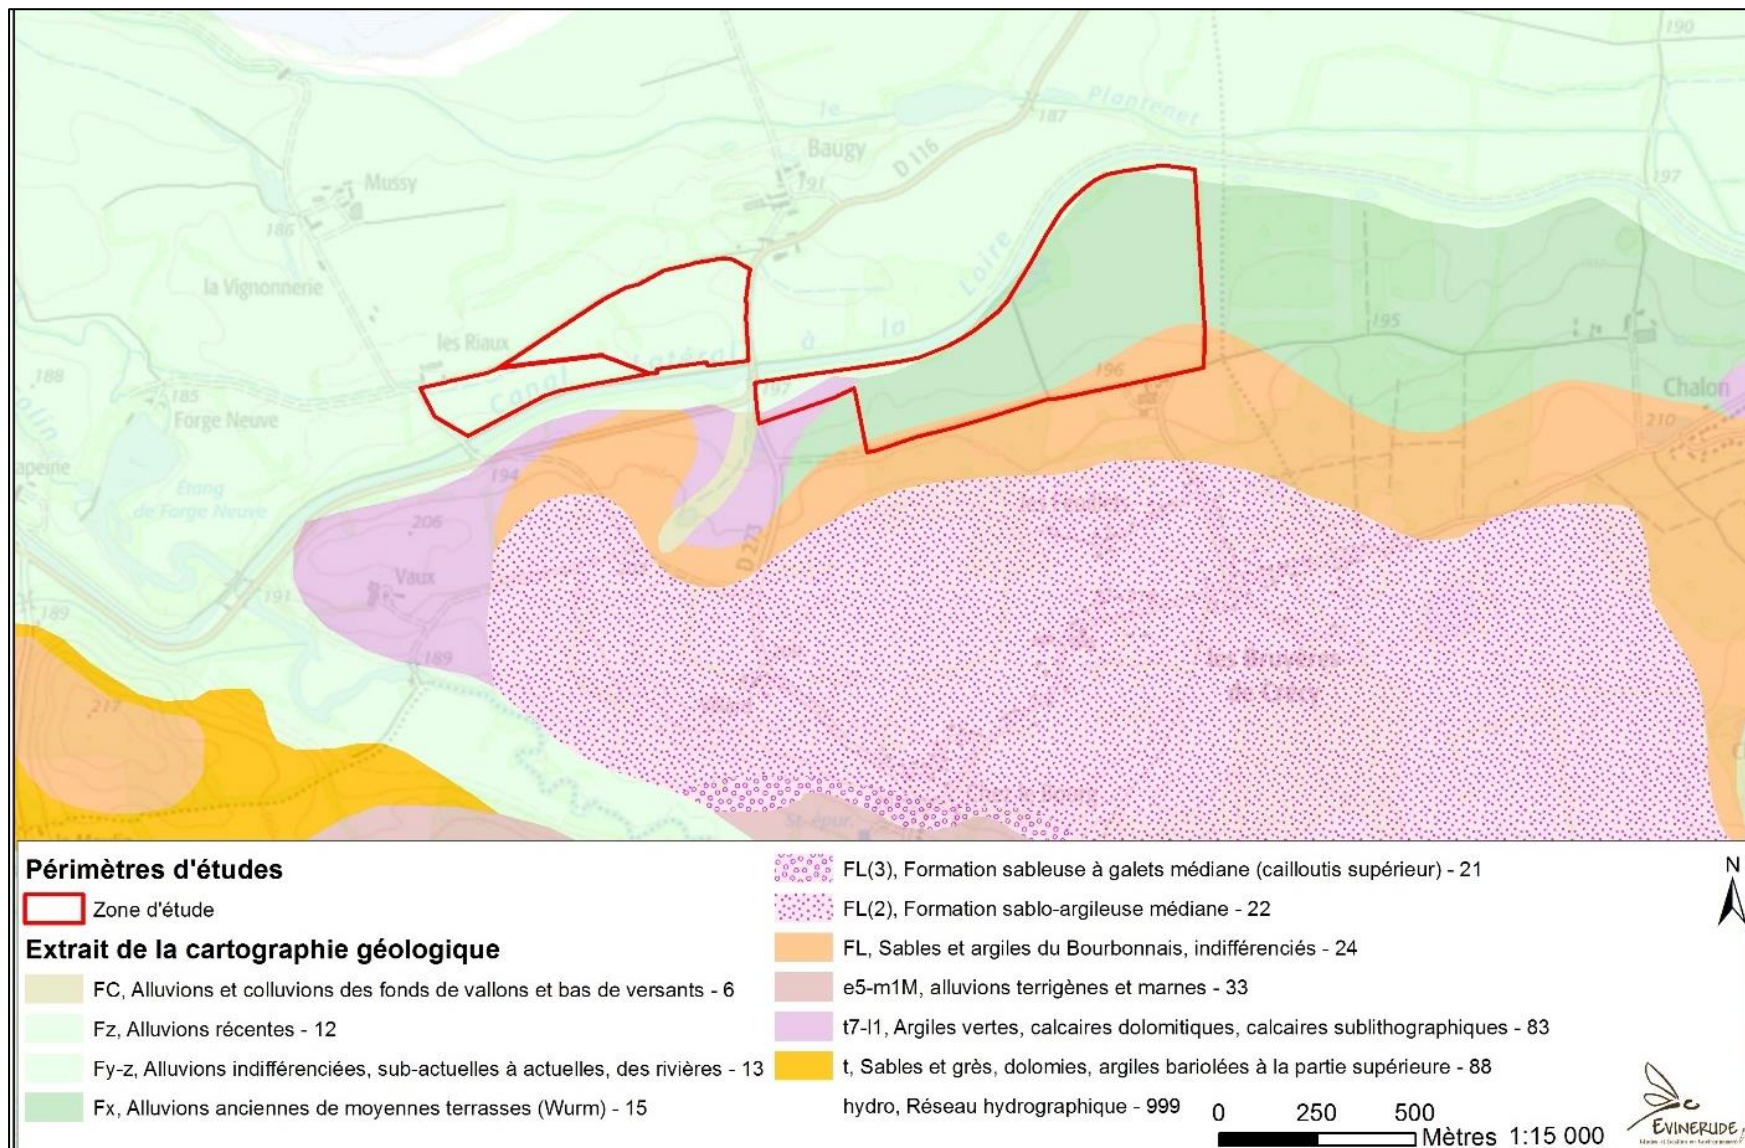 190
Plantenet
le
187
Baugy
D 116
191
Mussy
197
186
Loire
la Vignonnerie
195
les Riaux
Latéral
à
la
188
196
197
Canal
185
Chalon
Forge Neuve
210
194
Étang
de Forge Neuve
206
D 273
Vaux
191
189
189
les Bruyères
217
St. épur.
Périmètres d'études
Zone d'étude
Extrait de la cartographie géologique
FC, Alluvions et colluvions des fonds de vallons et bas de versants - 6
Fz, Alluvions récentes - 12
Fy-z, Alluvions indifférenciées, sub-actuelles à actuelles, des rivières - 13
Fx, Alluvions anciennes de moyennes terrasses (Wurm) - 15
FL(3), Formation sableuse à galets médiane (cailloutis supérieur) - 21
FL(2), Formation sablo-argileuse médiane - 22
FL, Sables et argiles du Bourbonnais, indifférenciés - 24
e5-m1M, alluvions terrigènes et marnes - 33
t7-l1, Argiles vertes, calcaires dolomitiques, calcaires sublithographiques - 83
t, Sables et grès, dolomies, argiles bariolées à la partie supérieure - 88
hydro, Réseau hydrographique - 999
N
0 250 500
Mètres 1:15 000
EVINERUDE